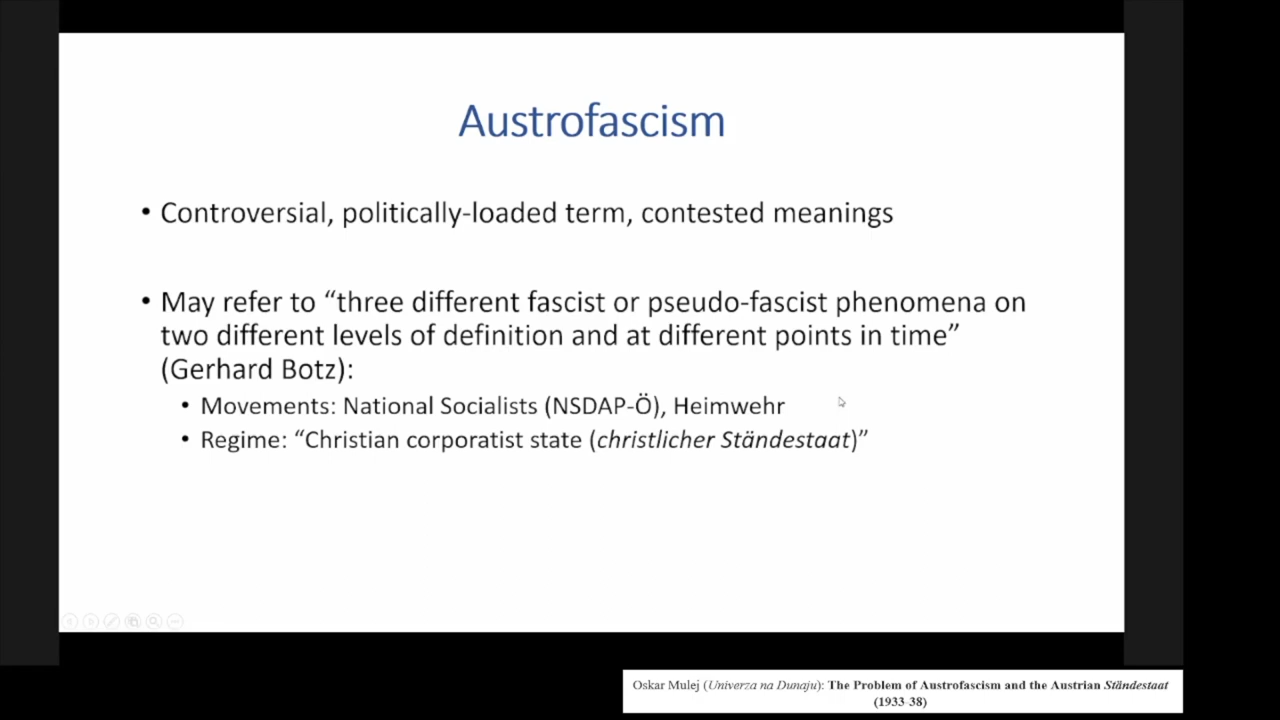 Austrofascism
• Controversial, politically-loaded term, contested meanings
• May refer to “three different fascist or pseudo-fascist phenomena on
two different levels of definition and at different points in time”
(Gerhard Botz):
• Movements: National Socialists (NSDAP-Ö), Heimwehr
• Regime: “Christian corporatist state (christlicher Ständestaat)”
Oskar Mulej (Univerza na Dunaju): The Problem of Austrofascism and the Austrian Ständestaat
(1933-38)